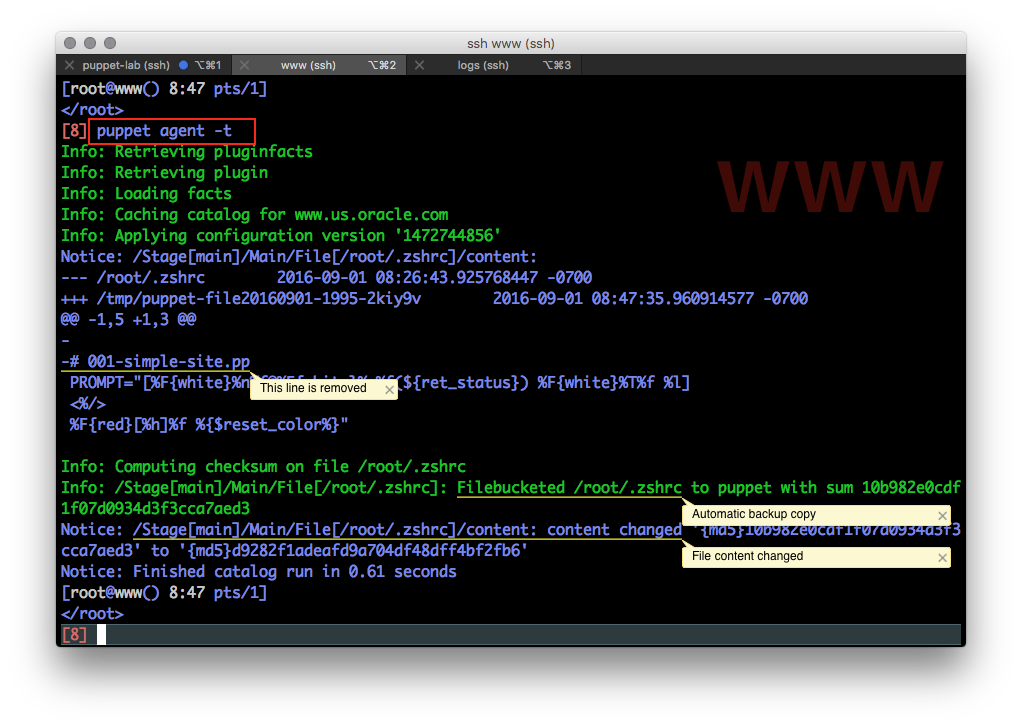 ssh www (ssh)
puppet-lab (ssh) ⌥⌘1 www (ssh) ⌥⌘2 logs (ssh) ⌥⌘3
[root@www() 8:47 pts/1]
</root>
[8] puppet agent -t
Info: Retrieving pluginfacts
Info: Retrieving plugin
www
Info: Loading facts
Info: Caching catalog for www.us.oracle.com
Info: Applying configuration version '1472744856'
Notice: /Stage[main]/Main/File[/root/.zshrc]/content:
--- /root/.zshrc 2016-09-01 08:26:43.925768447 -0700
+++ /tmp/puppet-file20160901-1995-2kiy9v 2016-09-01 08:47:35.960914577 -0700
@@ -1,5 +1,3 @@
-
-# 001-simple-site.pp
PROMPT="[%F{white}%n (${ret_status}) %F{white}%T%f %l]
This line is removed
<%/>
%F{red}[%h]%f %{$reset_color%}"
Info: Computing checksum on file /root/.zshrc
Info: /Stage[main]/Main/File[/root/.zshrc]: Filebucketed /root/.zshrc to puppet with sum 10b982e0cdf
1f07d0934d3f3cca7aed3
Automatic backup copy
Notice: /Stage[main]/Main/File[/root/.zshrc]/content: content changed '{md5}10b982e0cdf1f07d0934d3f3
cca7aed3' to '{md5}d9282f1adeafd9a704df48dff4bf2fb6'
File content changed
Notice: Finished catalog run in 0.61 seconds
[root@www() 8:47 pts/1]
</root>
[8]